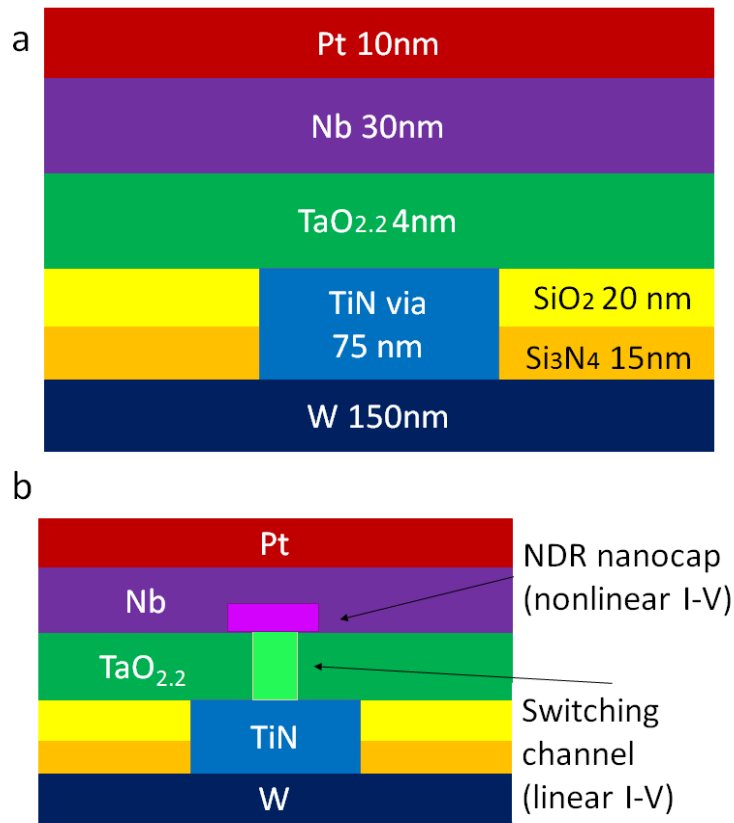 a
Pt 10nm
Nb 30nm
TaO2.2 4nm
TiN via
75 nm
SiO2 20 nm
Si3N4 15nm
W 150nm
b
Pt
Nb
TaO2.2
TiN
W
NDR nanocap
(nonlinear I-V)
Switching
channel
(linear I-V)